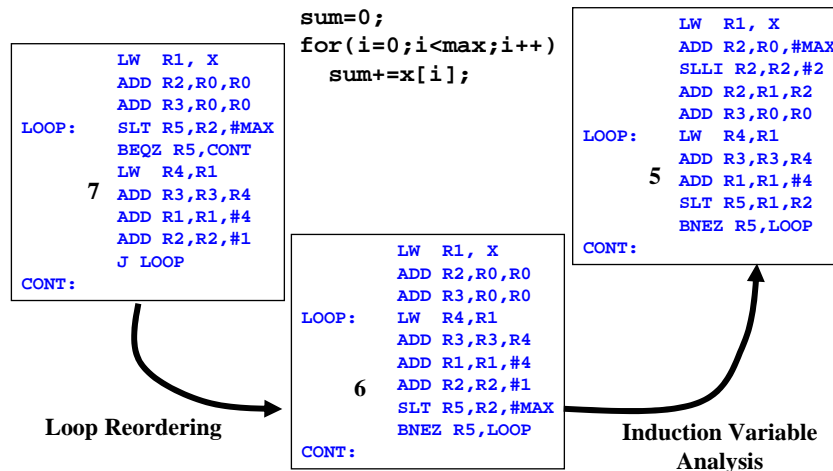 sum=0;
for(i=0;i<max;i++)
sum+=x[i];
LW R1, X
ADD R2,R0,R0
ADD R3,R0,R0
LOOP: SLT R5,R2,#MAX
BEQZ R5,CONT
LW R4,R1
7
ADD R3,R3,R4
ADD R1,R1,#4
ADD R2,R2,#1
J LOOP
CONT:
Loop Reordering
LW R1, X
ADD R2,R0,R0
ADD R3,R0,R0
LOOP: LW R4,R1
ADD R3,R3,R4
ADD R1,R1,#4
6 ADD R2,R2,#1
SLT R5,R2,#MAX
BNEZ R5,LOOP
CONT:
LW R1, X
ADD R2,R0,#MAX
SLLI R2,R2,#2
ADD R2,R1,R2
ADD R3,R0,R0
LOOP: LW R4,R1
ADD R3,R3,R4
5
ADD R1,R1,#4
SLT R5,R1,R2
BNEZ R5,LOOP
CONT:
Induction Variable
Analysis